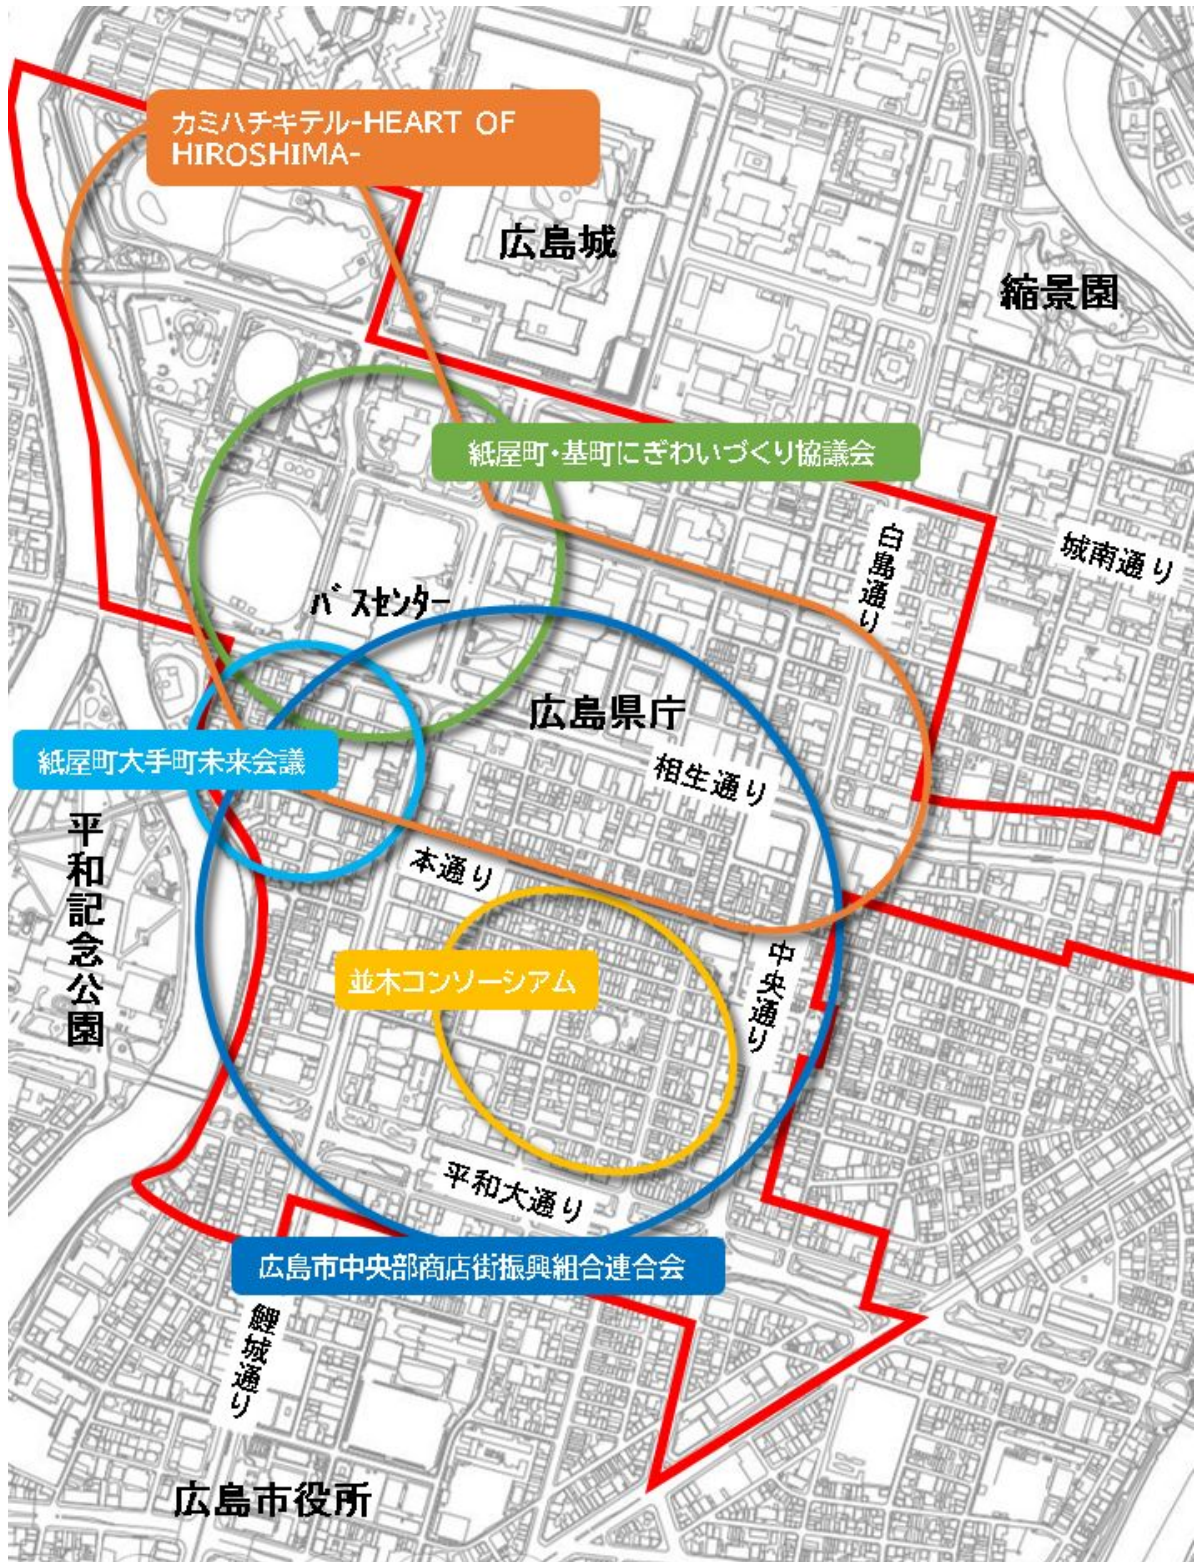 カミハチキテル-HEART OF
HIROSHIMA-
広島城
縮景園
紙屋町・基町にぎわいづくり協議会
白島通り
城南通り
バスセンター
広島県庁
紙屋町大手町未来会議
相生通り
平和記念公園
本通り
並木コンソーシアム
中央通り
平和大通り
広島市中央部商店街振興組合連合会
鯉城通り
広島市役所